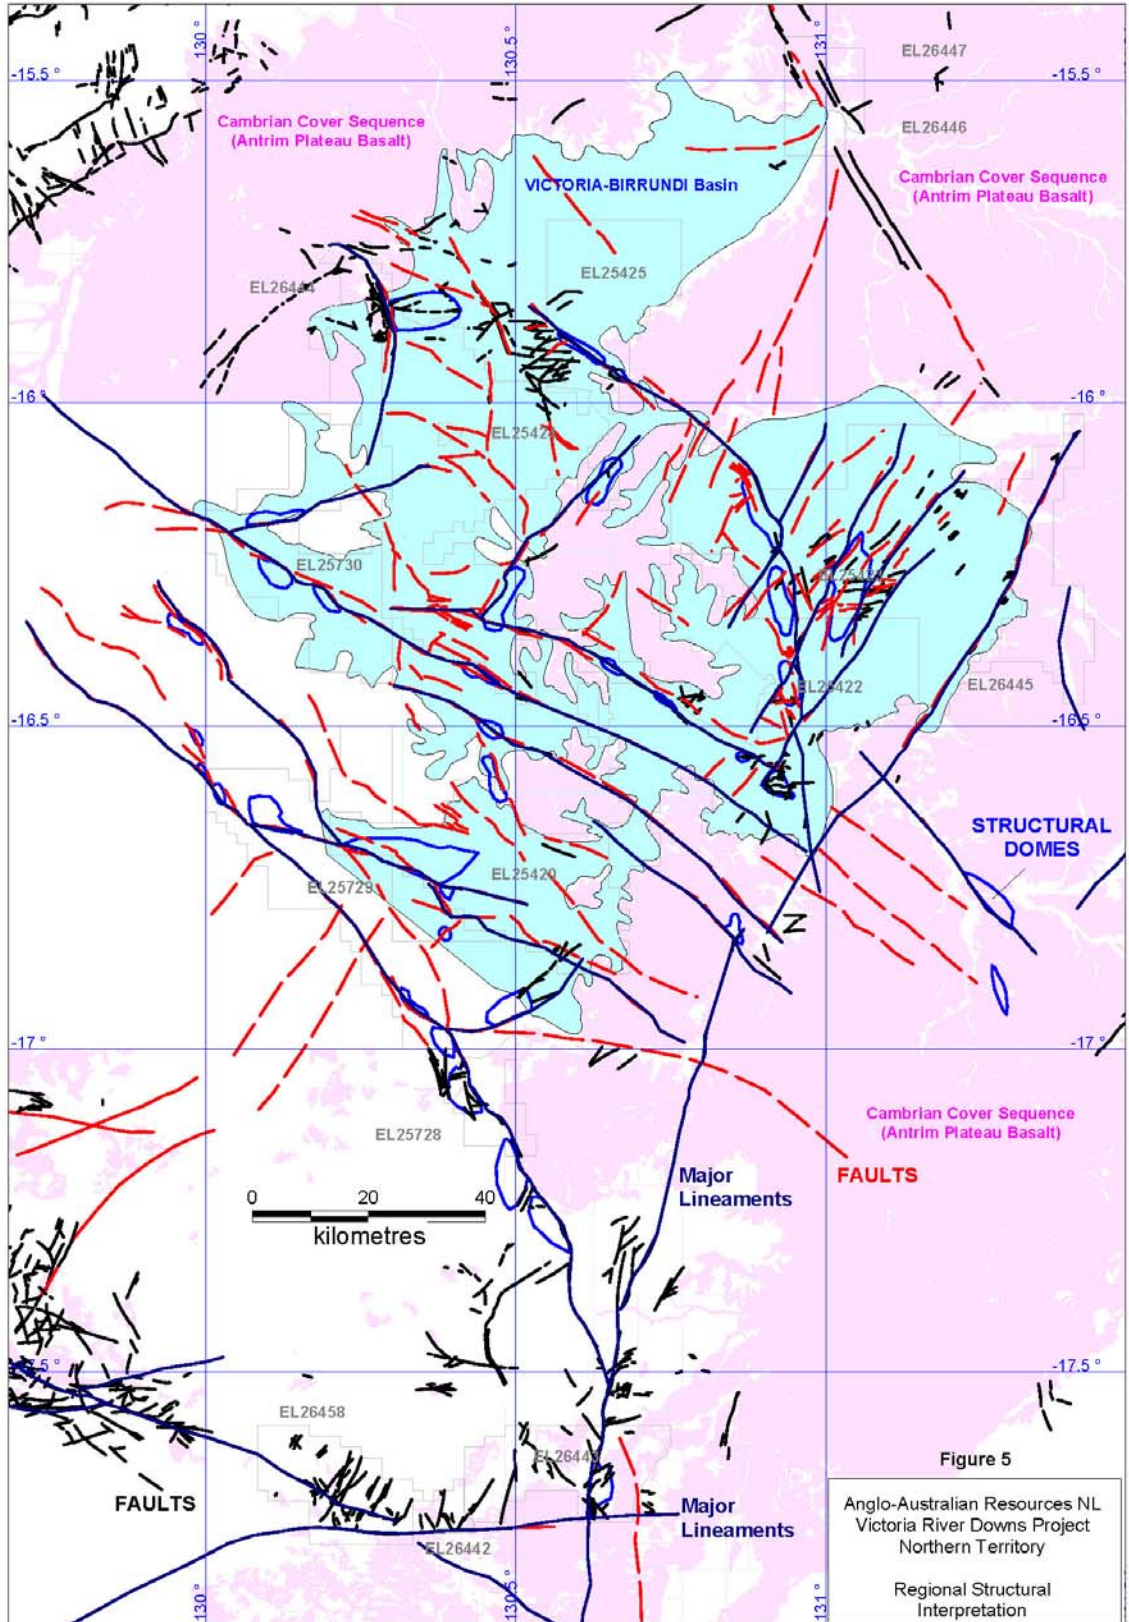 130 °
130.5 °
131 °
EL26447
-15.5 °
-15.5 °
Cambrian Cover Sequence
(Antrim Plateau Basalt)
EL26446
VICTORIA-BIRRUNDI Basin
Cambrian Cover Sequence
(Antrim Plateau Basalt)
EL25425
EL26444
-16 °
-16 °
EL25730
EL26422
EL26445
-16.5 °
-16.5 °
STRUCTURAL
DOMES
EL25420
EL25729
-17 °
-17 °
Cambrian Cover Sequence
(Antrim Plateau Basalt)
EL25728
Major
Lineaments
FAULTS
0 20 40
kilometres
-17.5 °
EL26458
EL26443
Figure 5
FAULTS
Major
Lineaments
EL26442
Anglo-Australian Resources NL
Victoria River Downs Project
Northern Territory
Regional Structural
Interpretation
130 °
130.5 °
131 °